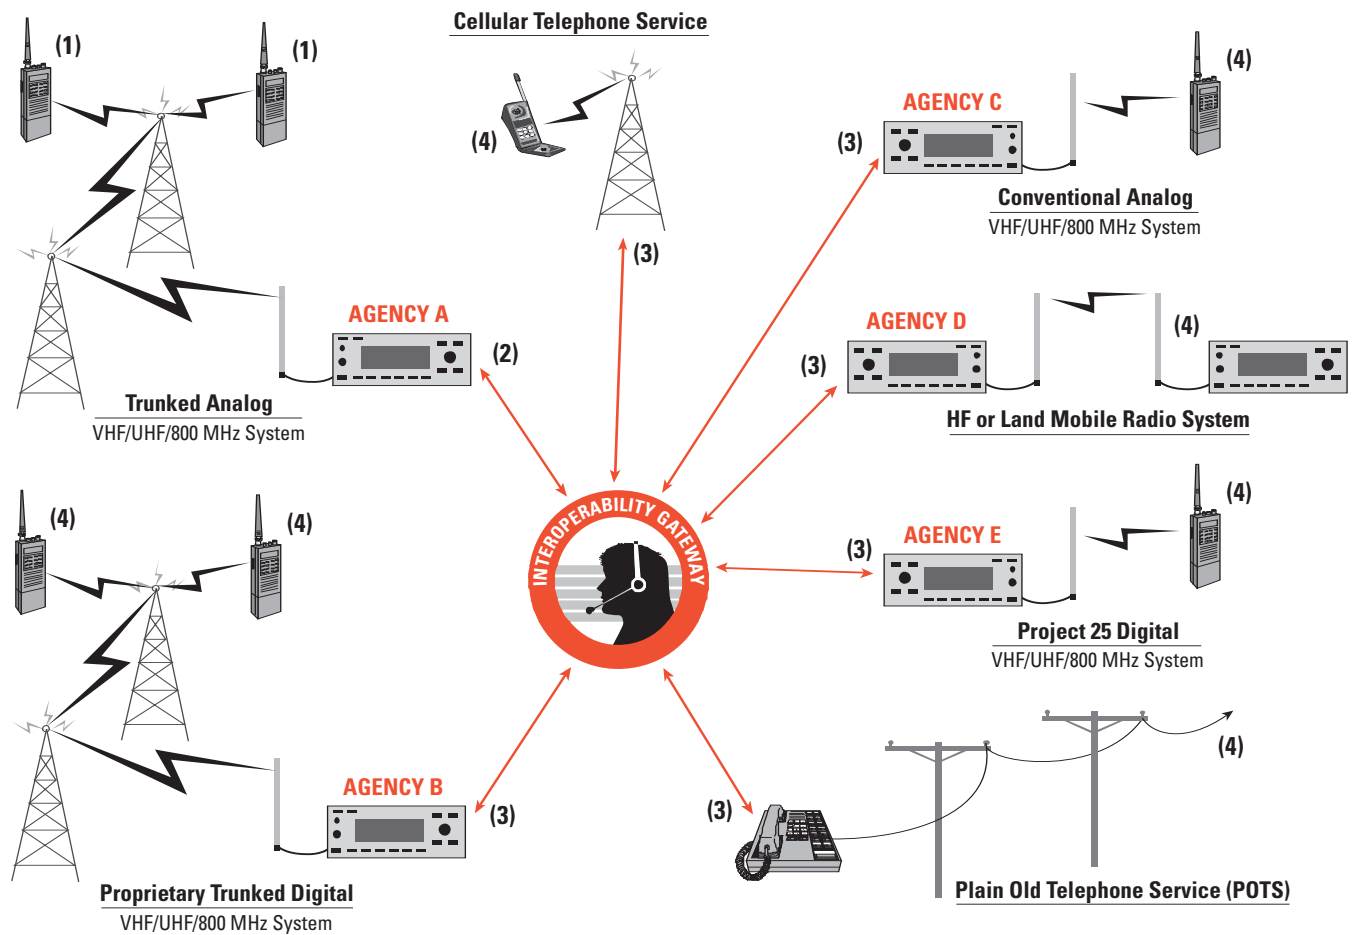 Cellular Telephone Service
(1)
(1)
(4)
(3)
AGENCY C
(3)
(4)
Conventional Analog
VHF/UHF/800 MHz System
AGENCY A
(2)
Trunked Analog
VHF/UHF/800 MHz System
AGENCY D
(3)
(4)
HF or Land Mobile Radio System
INTEROPERABILITY GATEWAY
(4)
(4)
AGENCY B
(3)
Proprietary Trunked Digital
VHF/UHF/800 MHz System
AGENCY E
(3)
(4)
Project 25 Digital
VHF/UHF/800 MHz System
(3)
(4)
Plain Old Telephone Service (POTS)